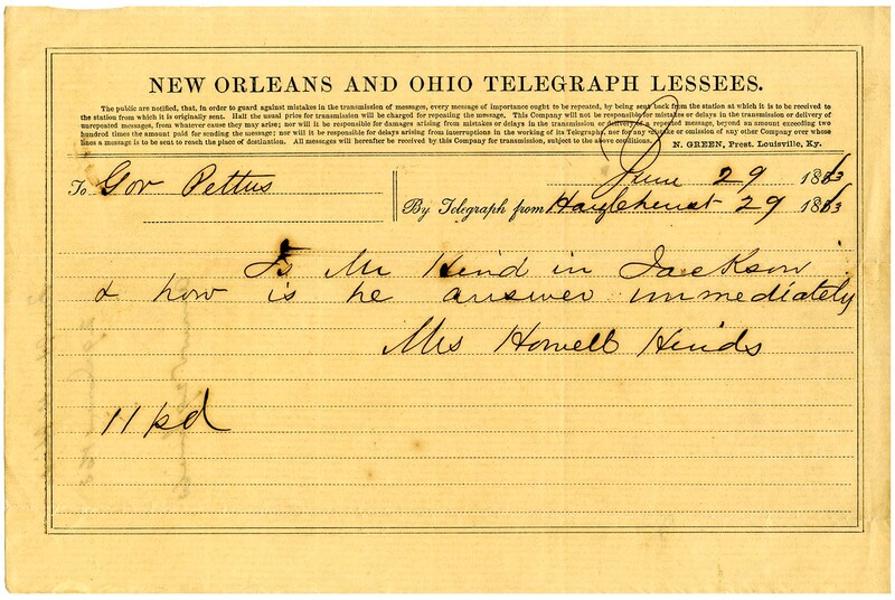 NEW ORLEANS AND OHIO TELEGRAPH LESSEES.
The public are notified, that, in order to guard against mistakes in the transmission of messages, every message of importance ought to be repeated, by being sent back from the station at which it is to be received to
the station from which it is originally sent. Half the usual price for transmission will be charged for repeating the message. This Company will not be responsible for mistakes or delays in the transmission or delivery of
unrepeated messages, from whatever cause they may arise; nor will it be responsible for damages arising from mistakes or delays in the transmission or delivery of a repeated message, beyond an amount exceeding two
hundred times the amount paid for sending the message; nor will it be responsible for delays arising from interruptions in the working of its Telegraphs, nor for any mistake or omission of any other Company over whose
lines a message is to be sent to reach the place of destination. All messages will hereafter be received by this Company for transmission, subject to the above conditions. N. GREEN, Prest. Louisville, Ky.
To Gov Pettus
June 29 1863
By Telegraph from Hazlehurst 29 1863
Is Mr Hind in Jackson
& how is he answer immediately
Mrs Howell Hinds
11 pd